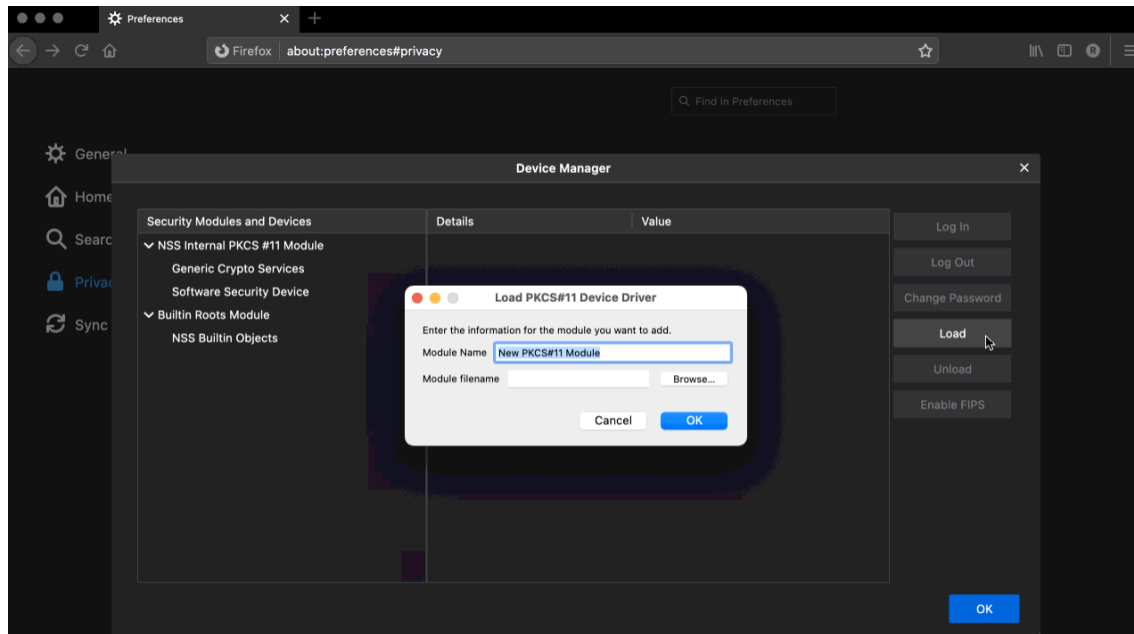 Preferences
Firefox about:preferences#privacy
Find in Preferences
General
Home
Device Manager
Security Modules and Devices Details Value
Log In
Searc
NSS Internal PKCS #11 Module
Generic Crypto Services
Log Out
Privac
Software Security Device
Load PKCS#11 Device Driver
Change Password
Sync
Builtin Roots Module
NSS Builtin Objects
Enter the information for the module you want to add.
Load
Module Name New PKCS#11 Module
Unload
Module filename Browse...
Enable FIPS
Cancel OK
OK